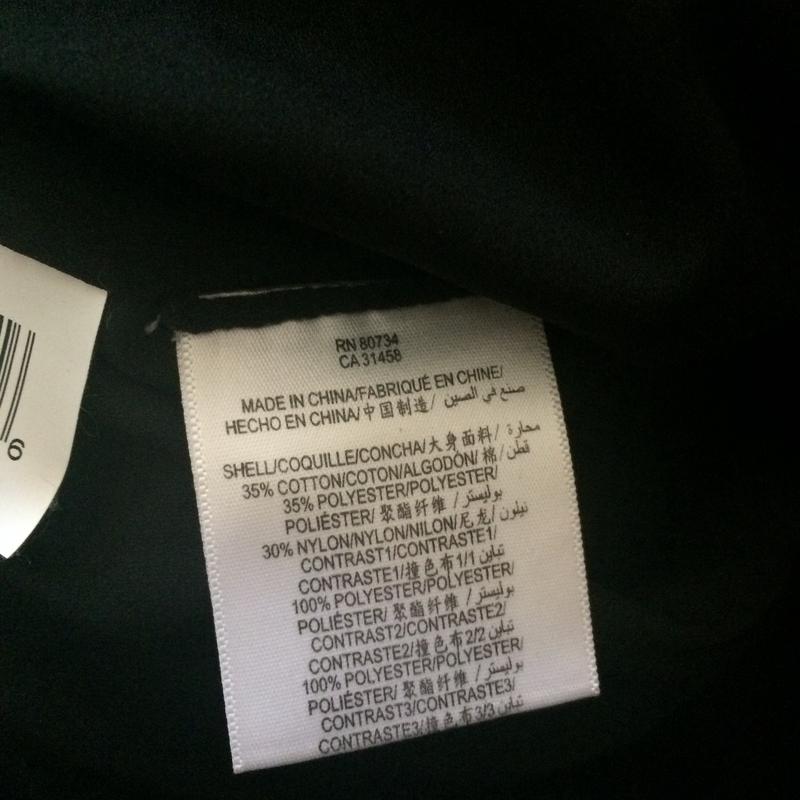 RN 80734
CA 31458
MADE IN CHINA/FABRIQUÉ EN CHINE/
HECHO EN CHINA/中国制造/ صنع في الصين
SHELL/COQUILLE/CONCHA/大身面料/ محارة
35% COTTON/COTON/ALGODÓN/ 棉/قطن
35% POLYESTER/POLYESTER/
POLIÉSTER/ 聚酯纤维 / بوليستر
30% NYLON/NYLON/NILON/尼龙/ نيلون
CONTRAST1/CONTRASTE1/
CONTRASTE1/撞色布1/1 تباين
100% POLYESTER/POLYESTER/
POLIÉSTER/ 聚酯纤维 / بوليستر
CONTRAST2/CONTRASTE2/
CONTRASTE2/撞色布2/2 تباين
100% POLYESTER/POLYESTER/
POLIÉSTER/ 聚酯纤维 / بوليستر
CONTRAST3/CONTRASTE3/
CONTRASTE3/撞色布3/3 تباين
6